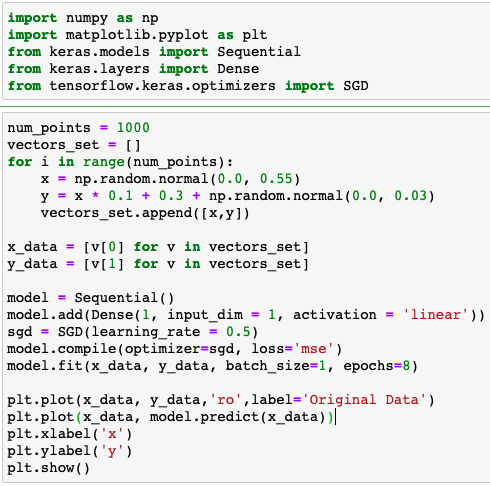 import numpy as np
import matplotlib.pyplot as plt
from keras.models import Sequential
from keras.layers import Dense
from tensorflow.keras.optimizers import SGD
num_points = 1000
vectors_set = []
for i in range(num_points):
    x = np.random.normal(0.0, 0.55)
    y = x * 0.1 + 0.3 + np.random.normal(0.0, 0.03)
    vectors_set.append([x,y])
x_data = [v[0] for v in vectors_set]
y_data = [v[1] for v in vectors_set]
model = Sequential()
model.add(Dense(1, input_dim = 1, activation = 'linear'))
sgd = SGD(learning_rate = 0.5)
model.compile(optimizer=sgd, loss='mse')
model.fit(x_data, y_data, batch_size=1, epochs=8)
plt.plot(x_data, y_data,'ro',label='Original Data')
plt.plot(x_data, model.predict(x_data))
plt.xlabel('x')
plt.ylabel('y')
plt.show()